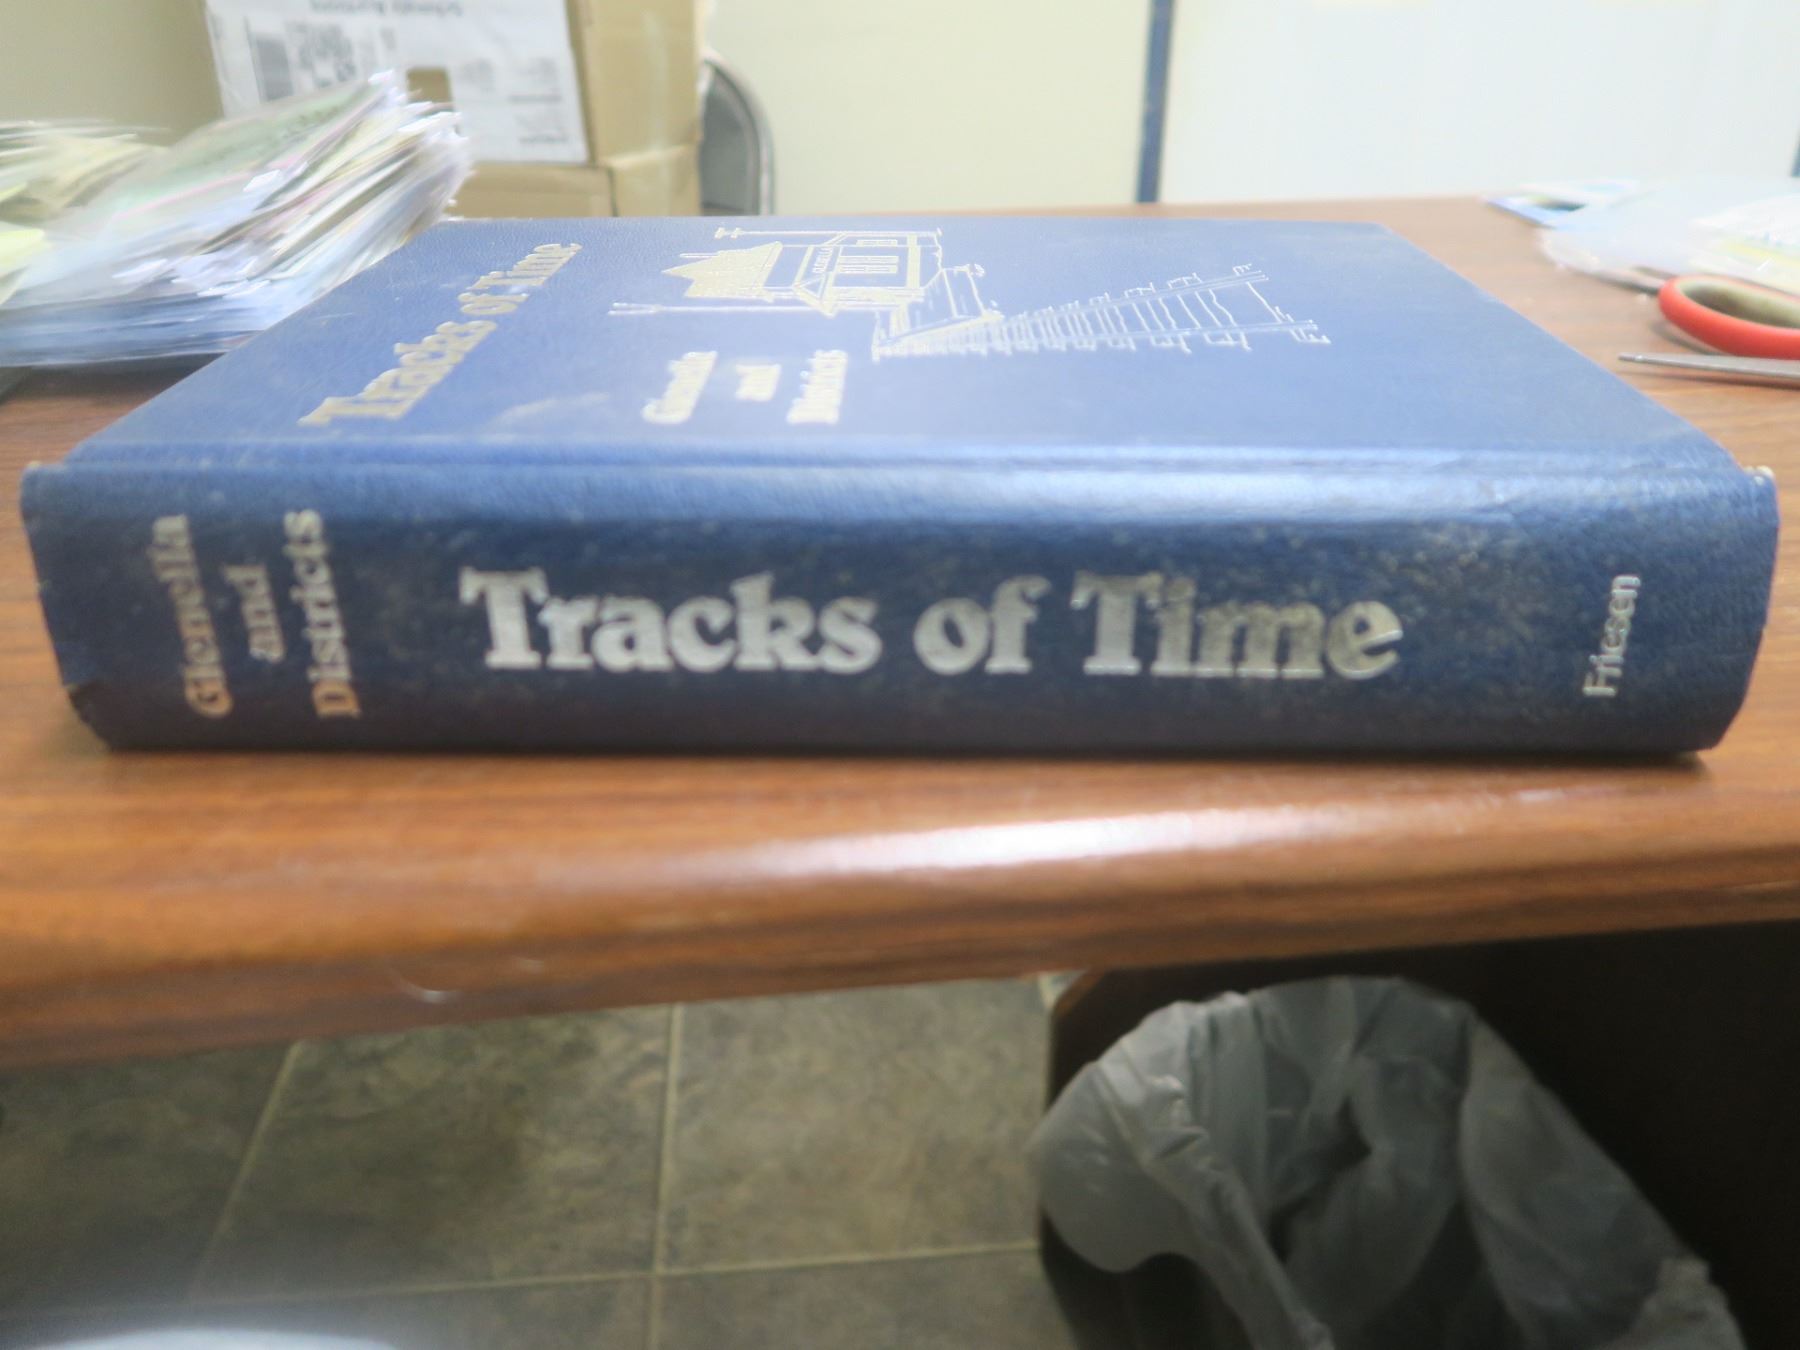 Tracks of Time
Glenella
and
Districts
Glenella
and
Districts
Tracks of Time
Friesen